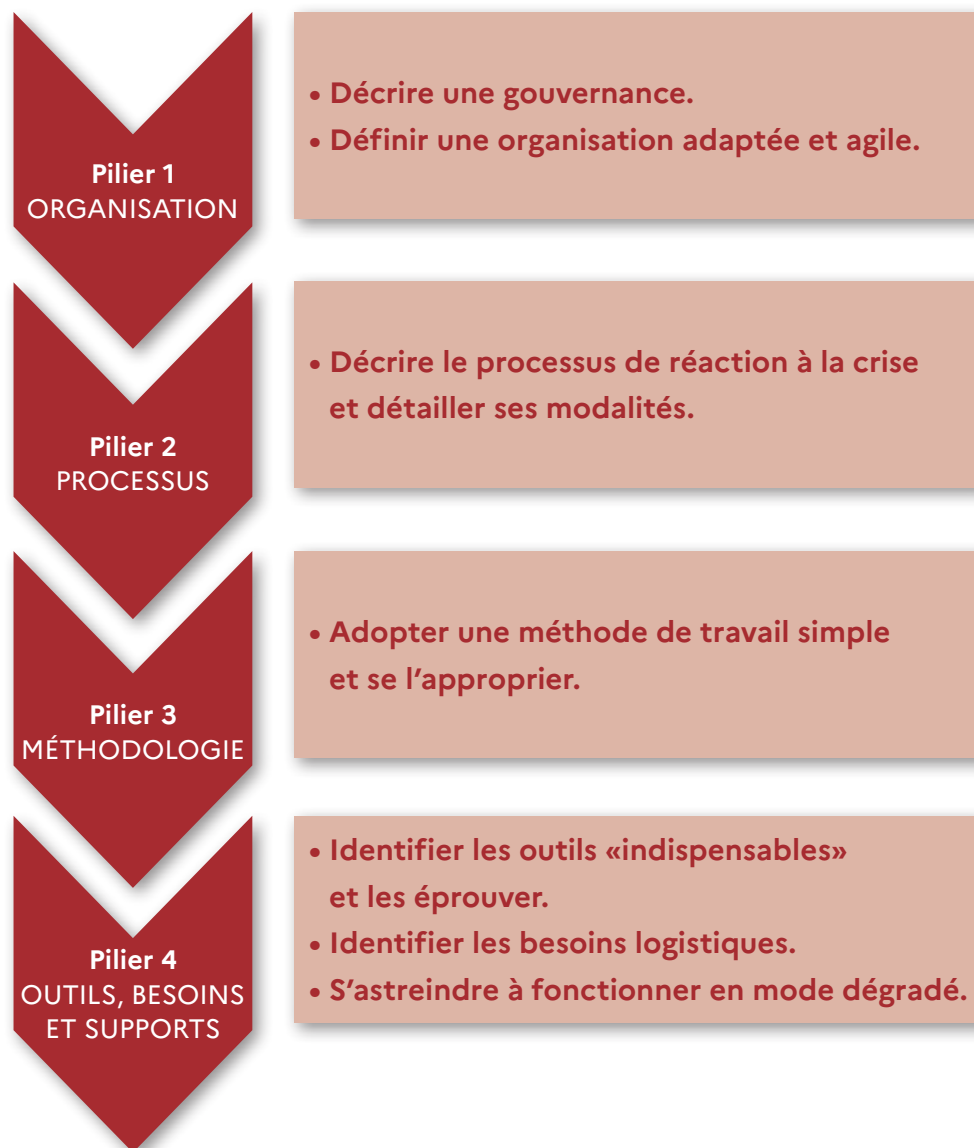 Pilier 1
ORGANISATION
• Décrire une gouvernance.
• Définir une organisation adaptée et agile.
Pilier 2
PROCESSUS
• Décrire le processus de réaction à la crise
et détailler ses modalités.
Pilier 3
MÉTHODOLOGIE
• Adopter une méthode de travail simple
et se l’approprier.
Pilier 4
OUTILS, BESOINS
ET SUPPORTS
• Identifier les outils «indispensables»
et les éprouver.
• Identifier les besoins logistiques.
• S’astreindre à fonctionner en mode dégradé.